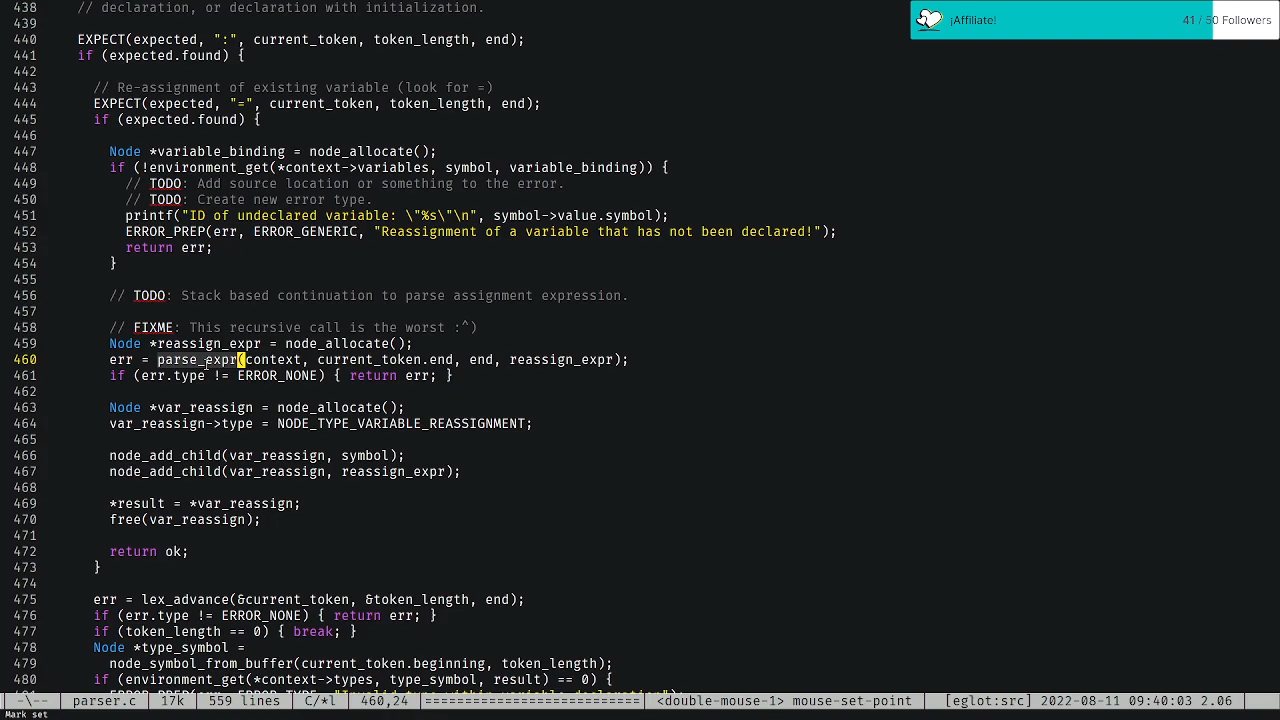 438   // declaration, or declaration with initialization.
439
440   EXPECT(expected, ":", current_token, token_length, end);
441   if (expected.found) {
442
443     // Re-assignment of existing variable (look for =)
444     EXPECT(expected, "=", current_token, token_length, end);
445     if (expected.found) {
446
447       Node *variable_binding = node_allocate();
448       if (!environment_get(*context->variables, symbol, variable_binding)) {
449         // TODO: Add source location or something to the error.
450         // TODO: Create new error type.
451         printf("ID of undeclared variable: \"%s\"\n", symbol->value.symbol);
452         ERROR_PREP(err, ERROR_GENERIC, "Reassignment of a variable that has not been declared!");
453         return err;
454       }
455
456       // TODO: Stack based continuation to parse assignment expression.
457
458       // FIXME: This recursive call is the worst :^)
459       Node *reassign_expr = node_allocate();
460       err = parse_expr(context, current_token.end, end, reassign_expr);
461       if (err.type != ERROR_NONE) { return err; }
462
463       Node *var_reassign = node_allocate();
464       var_reassign->type = NODE_TYPE_VARIABLE_REASSIGNMENT;
465
466       node_add_child(var_reassign, symbol);
467       node_add_child(var_reassign, reassign_expr);
468
469       *result = *var_reassign;
470       free(var_reassign);
471
472       return ok;
473     }
474
475     err = lex_advance(&current_token, &token_length, end);
476     if (err.type != ERROR_NONE) { return err; }
477     if (token_length == 0) { break; }
478     Node *type_symbol =
479       node_symbol_from_buffer(current_token.beginning, token_length);
480     if (environment_get(*context->types, type_symbol, result) == 0) {
-\-- parser.c 17k 559 lines C/*l 460,24 =========================== <double-mouse-1> mouse-set-point [eglot:src] 2022-08-11 09:40:03 2.06
Mark set
¡Affiliate! 41 / 50 Followers